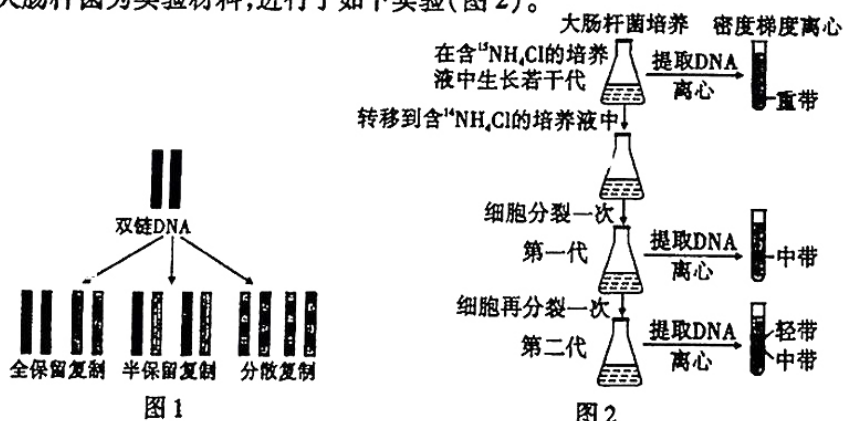 大肠杆菌为实验材料,进行了如下实验(图2)。
大肠杆菌培养 密度梯度离心
在含¹⁵NH₄Cl的培养
液中生长若干代
提取DNA
离心
重带
转移到含¹⁴NH₄Cl的培养液中
双链DNA
全保留复制 半保留复制 分散复制
图1
细胞分裂一次
第一代
提取DNA
离心
中带
细胞再分裂一次
第二代
提取DNA
离心
轻带
中带
图2